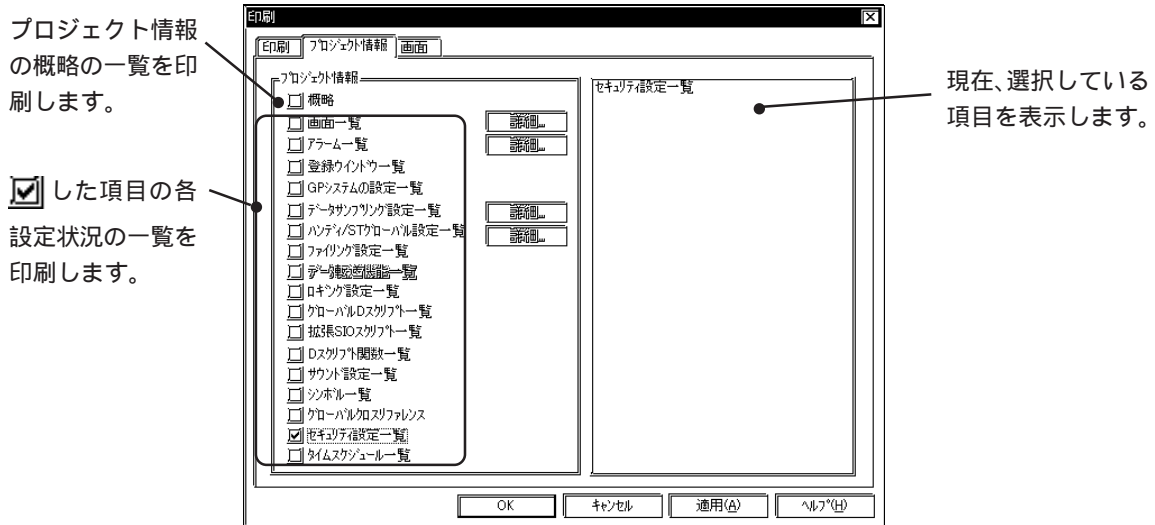 プロジェクト情報
の概略の一覧を印
刷します。
した項目の各
設定状況の一覧を
印刷します。
印刷
印刷 プロジェクト情報 画面
プロジェクト情報
概略
画面一覧 詳細...
アラーム一覧 詳細...
登録ウインドウ一覧
GPシステムの設定一覧
データサンプリング設定一覧 詳細...
ハンディ/STグローバル設定一覧 詳細...
ファイリング設定一覧
データ転送機能一覧
ロギング設定一覧
グローバルDスクリプト一覧
拡張SIOスクリプト一覧
Dスクリプト関数一覧
サウンド設定一覧
シンボル一覧
グローバルクロスリファレンス
セキュリティ設定一覧
タイムスケジュール一覧
セキュリティ設定一覧
OK キャンセル 適用(A) ヘルプ(H)
現在、選択している
項目を表示します。